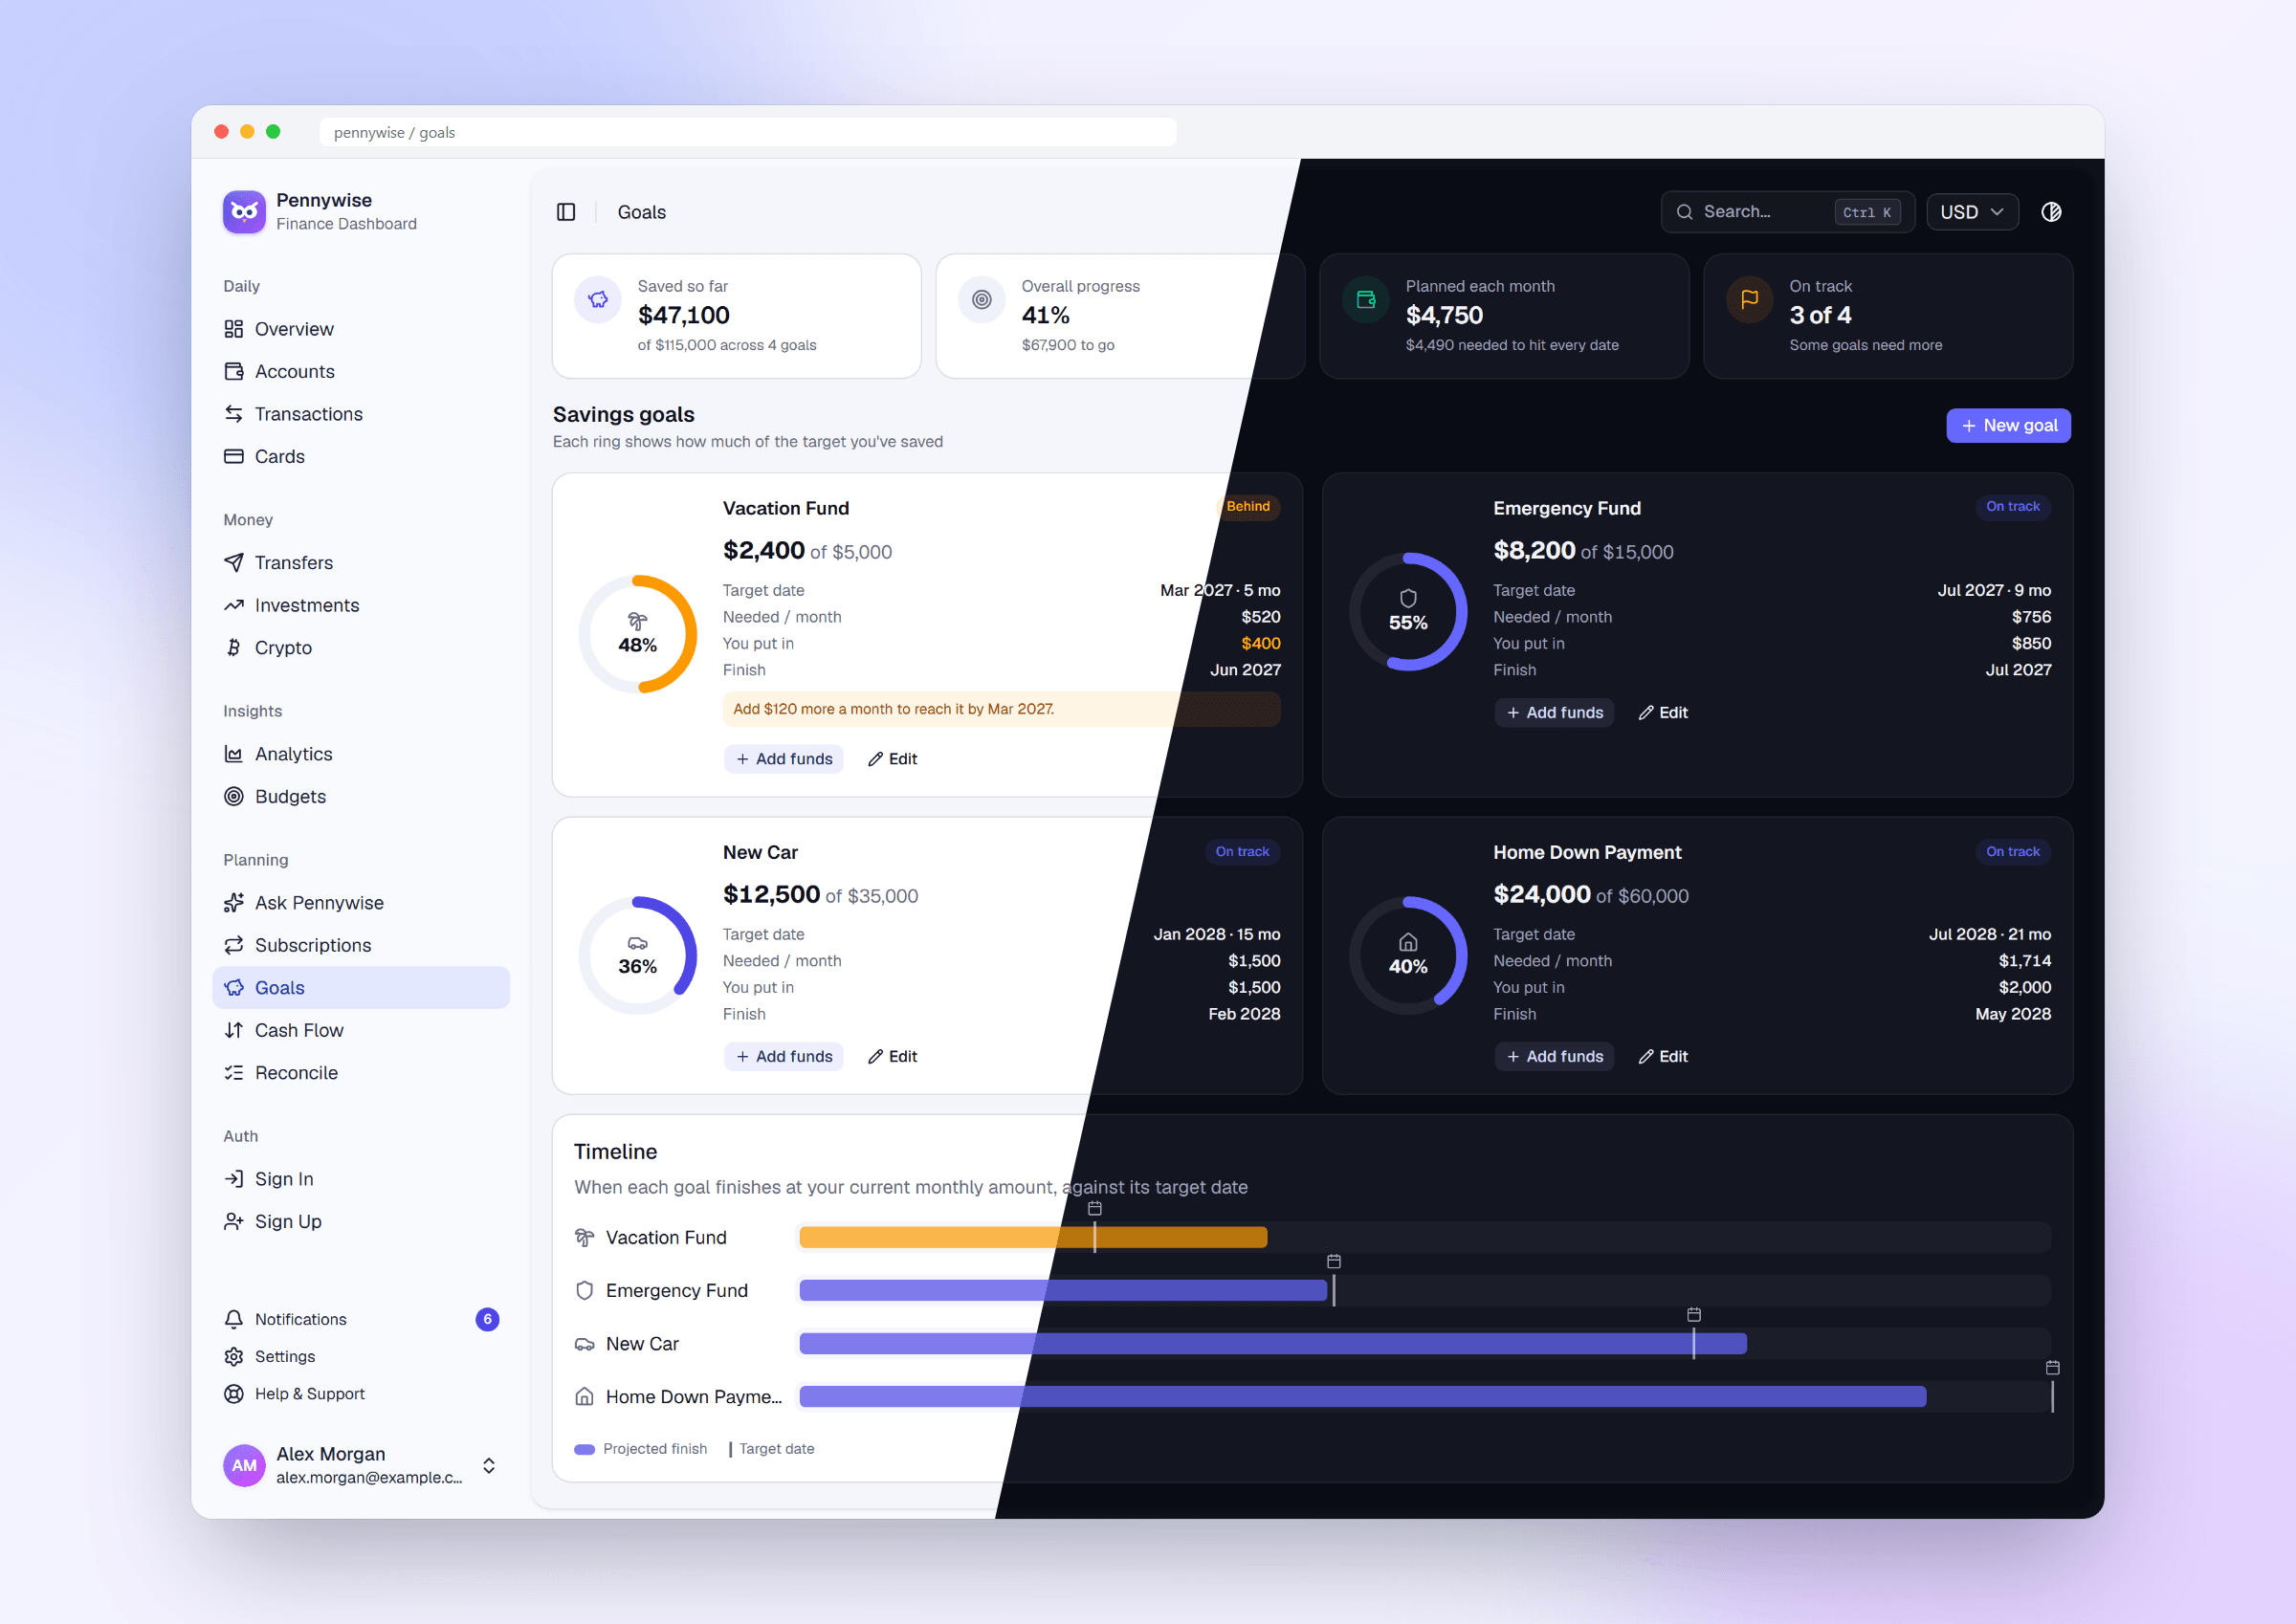 pennywise / goals
Pennywise
Finance Dashboard
Daily
Overview
Accounts
Transactions
Cards
Money
Transfers
Investments
Crypto
Insights
Analytics
Budgets
Planning
Ask Pennywise
Subscriptions
Goals
Cash Flow
Reconcile
Auth
Sign In
Sign Up
Notifications 6
Settings
Help & Support
AM
Alex Morgan
alex.morgan@example.c...
Goals
Search...
Ctrl K
USD
Saved so far
$47,100
of $115,000 across 4 goals
Overall progress
41%
$67,900 to go
Planned each month
$4,750
$4,490 needed to hit every date
On track
3 of 4
Some goals need more
Savings goals
Each ring shows how much of the target you've saved
New goal
48%
Vacation Fund
Behind
$2,400 of $5,000
Target date Mar 2027 · 5 mo
Needed / month $520
You put in $400
Finish Jun 2027
Add $120 more a month to reach it by Mar 2027.
Add funds
Edit
55%
Emergency Fund
On track
$8,200 of $15,000
Target date Jul 2027 · 9 mo
Needed / month $756
You put in $850
Finish Jul 2027
Add funds
Edit
36%
New Car
On track
$12,500 of $35,000
Target date Jan 2028 · 15 mo
Needed / month $1,500
You put in $1,500
Finish Feb 2028
Add funds
Edit
40%
Home Down Payment
On track
$24,000 of $60,000
Target date Jul 2028 · 21 mo
Needed / month $1,714
You put in $2,000
Finish May 2028
Add funds
Edit
Timeline
When each goal finishes at your current monthly amount, against its target date
Vacation Fund
Emergency Fund
New Car
Home Down Payme...
Projected finish
Target date